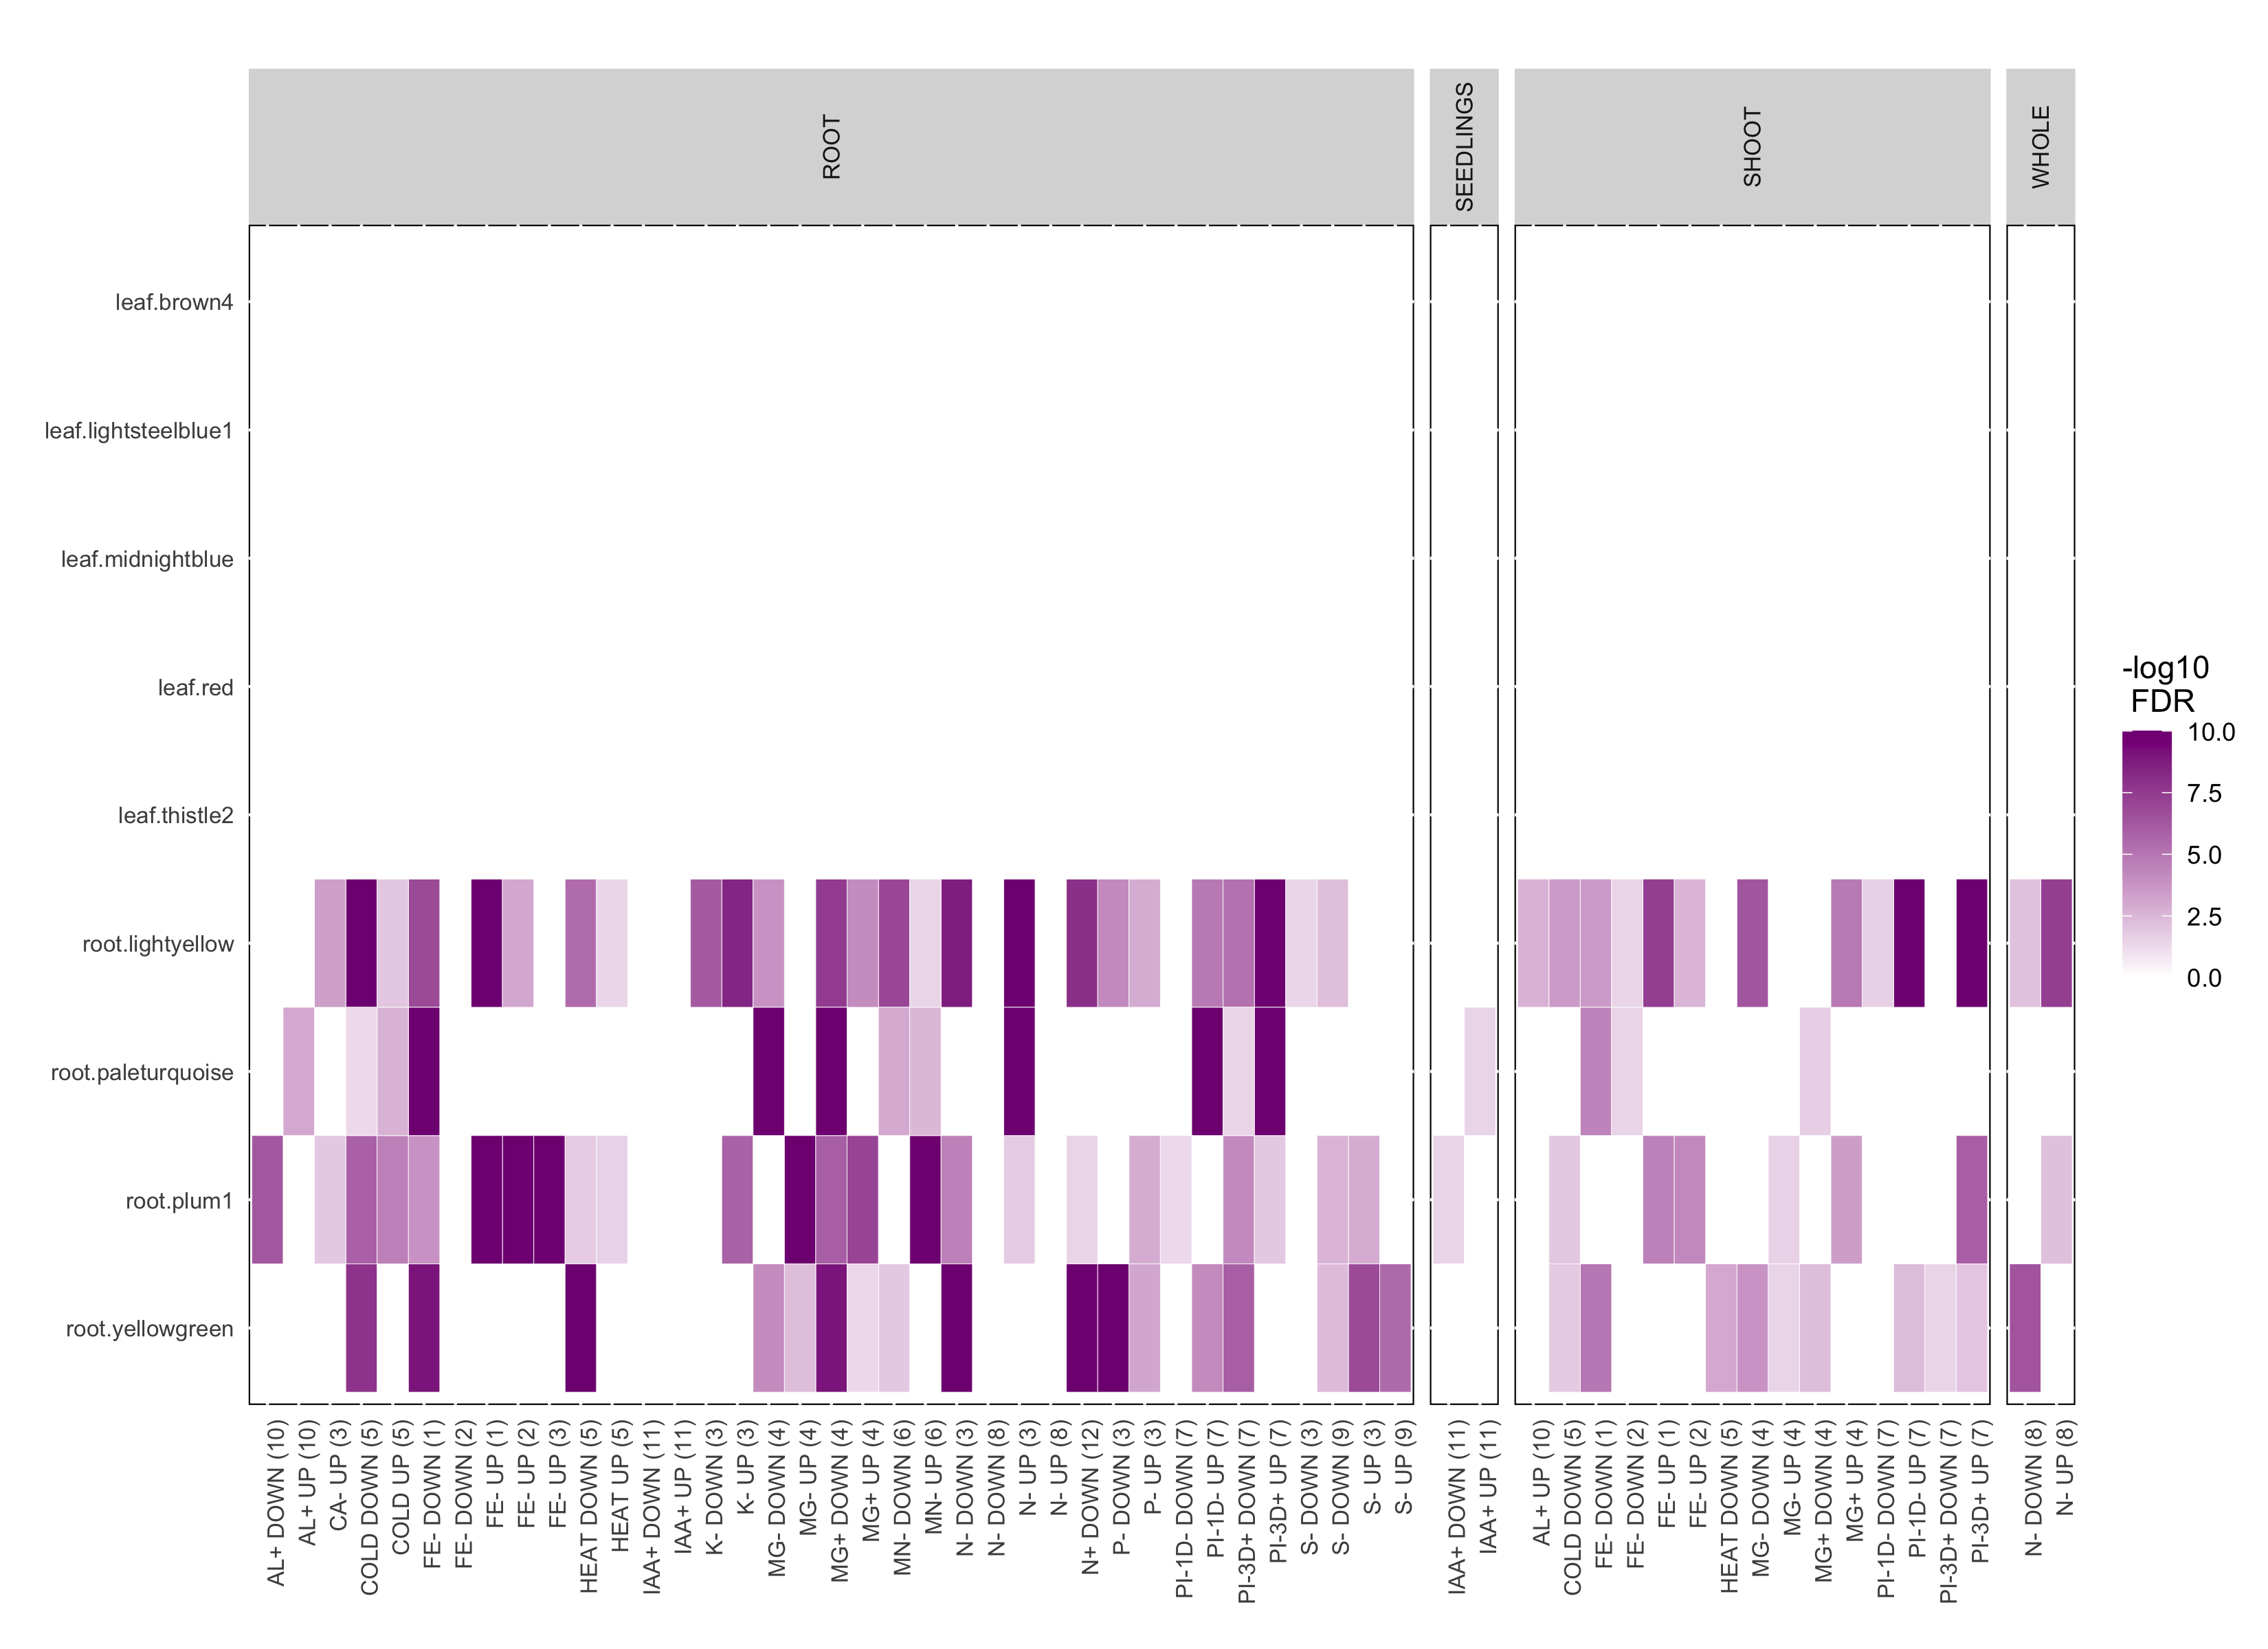 ROOT
SEEDLINGS
SHOOT
WHOLE
leaf.brown4
leaf.lightsteelblue1
leaf.midnightblue
leaf.red
leaf.thistle2
root.lightyellow
root.paleturquoise
root.plum1
root.yellowgreen
AL+ DOWN (10)
AL+ UP (10)
CA- UP (3)
COLD DOWN (5)
COLD UP (5)
FE- DOWN (1)
FE- DOWN (2)
FE- UP (1)
FE- UP (2)
FE- UP (3)
HEAT DOWN (5)
HEAT UP (5)
IAA+ DOWN (11)
IAA+ UP (11)
K- DOWN (3)
K- UP (3)
MG- DOWN (4)
MG- UP (4)
MG+ DOWN (4)
MG+ UP (4)
MN- DOWN (6)
MN- UP (6)
N- DOWN (3)
N- DOWN (8)
N- UP (3)
N- UP (8)
N+ DOWN (12)
P- DOWN (3)
P- UP (3)
PI-1D- DOWN (7)
PI-1D- UP (7)
PI-3D+ DOWN (7)
PI-3D+ UP (7)
S- DOWN (3)
S- DOWN (9)
S- UP (3)
S- UP (9)
IAA+ DOWN (11)
IAA+ UP (11)
AL+ UP (10)
COLD DOWN (5)
FE- DOWN (1)
FE- DOWN (2)
FE- UP (1)
FE- UP (2)
HEAT DOWN (5)
MG- DOWN (4)
MG- UP (4)
MG+ DOWN (4)
MG+ UP (4)
PI-1D- DOWN (7)
PI-1D- UP (7)
PI-3D+ DOWN (7)
PI-3D+ UP (7)
N- DOWN (8)
N- UP (8)
-log10
FDR
10.0
7.5
5.0
2.5
0.0